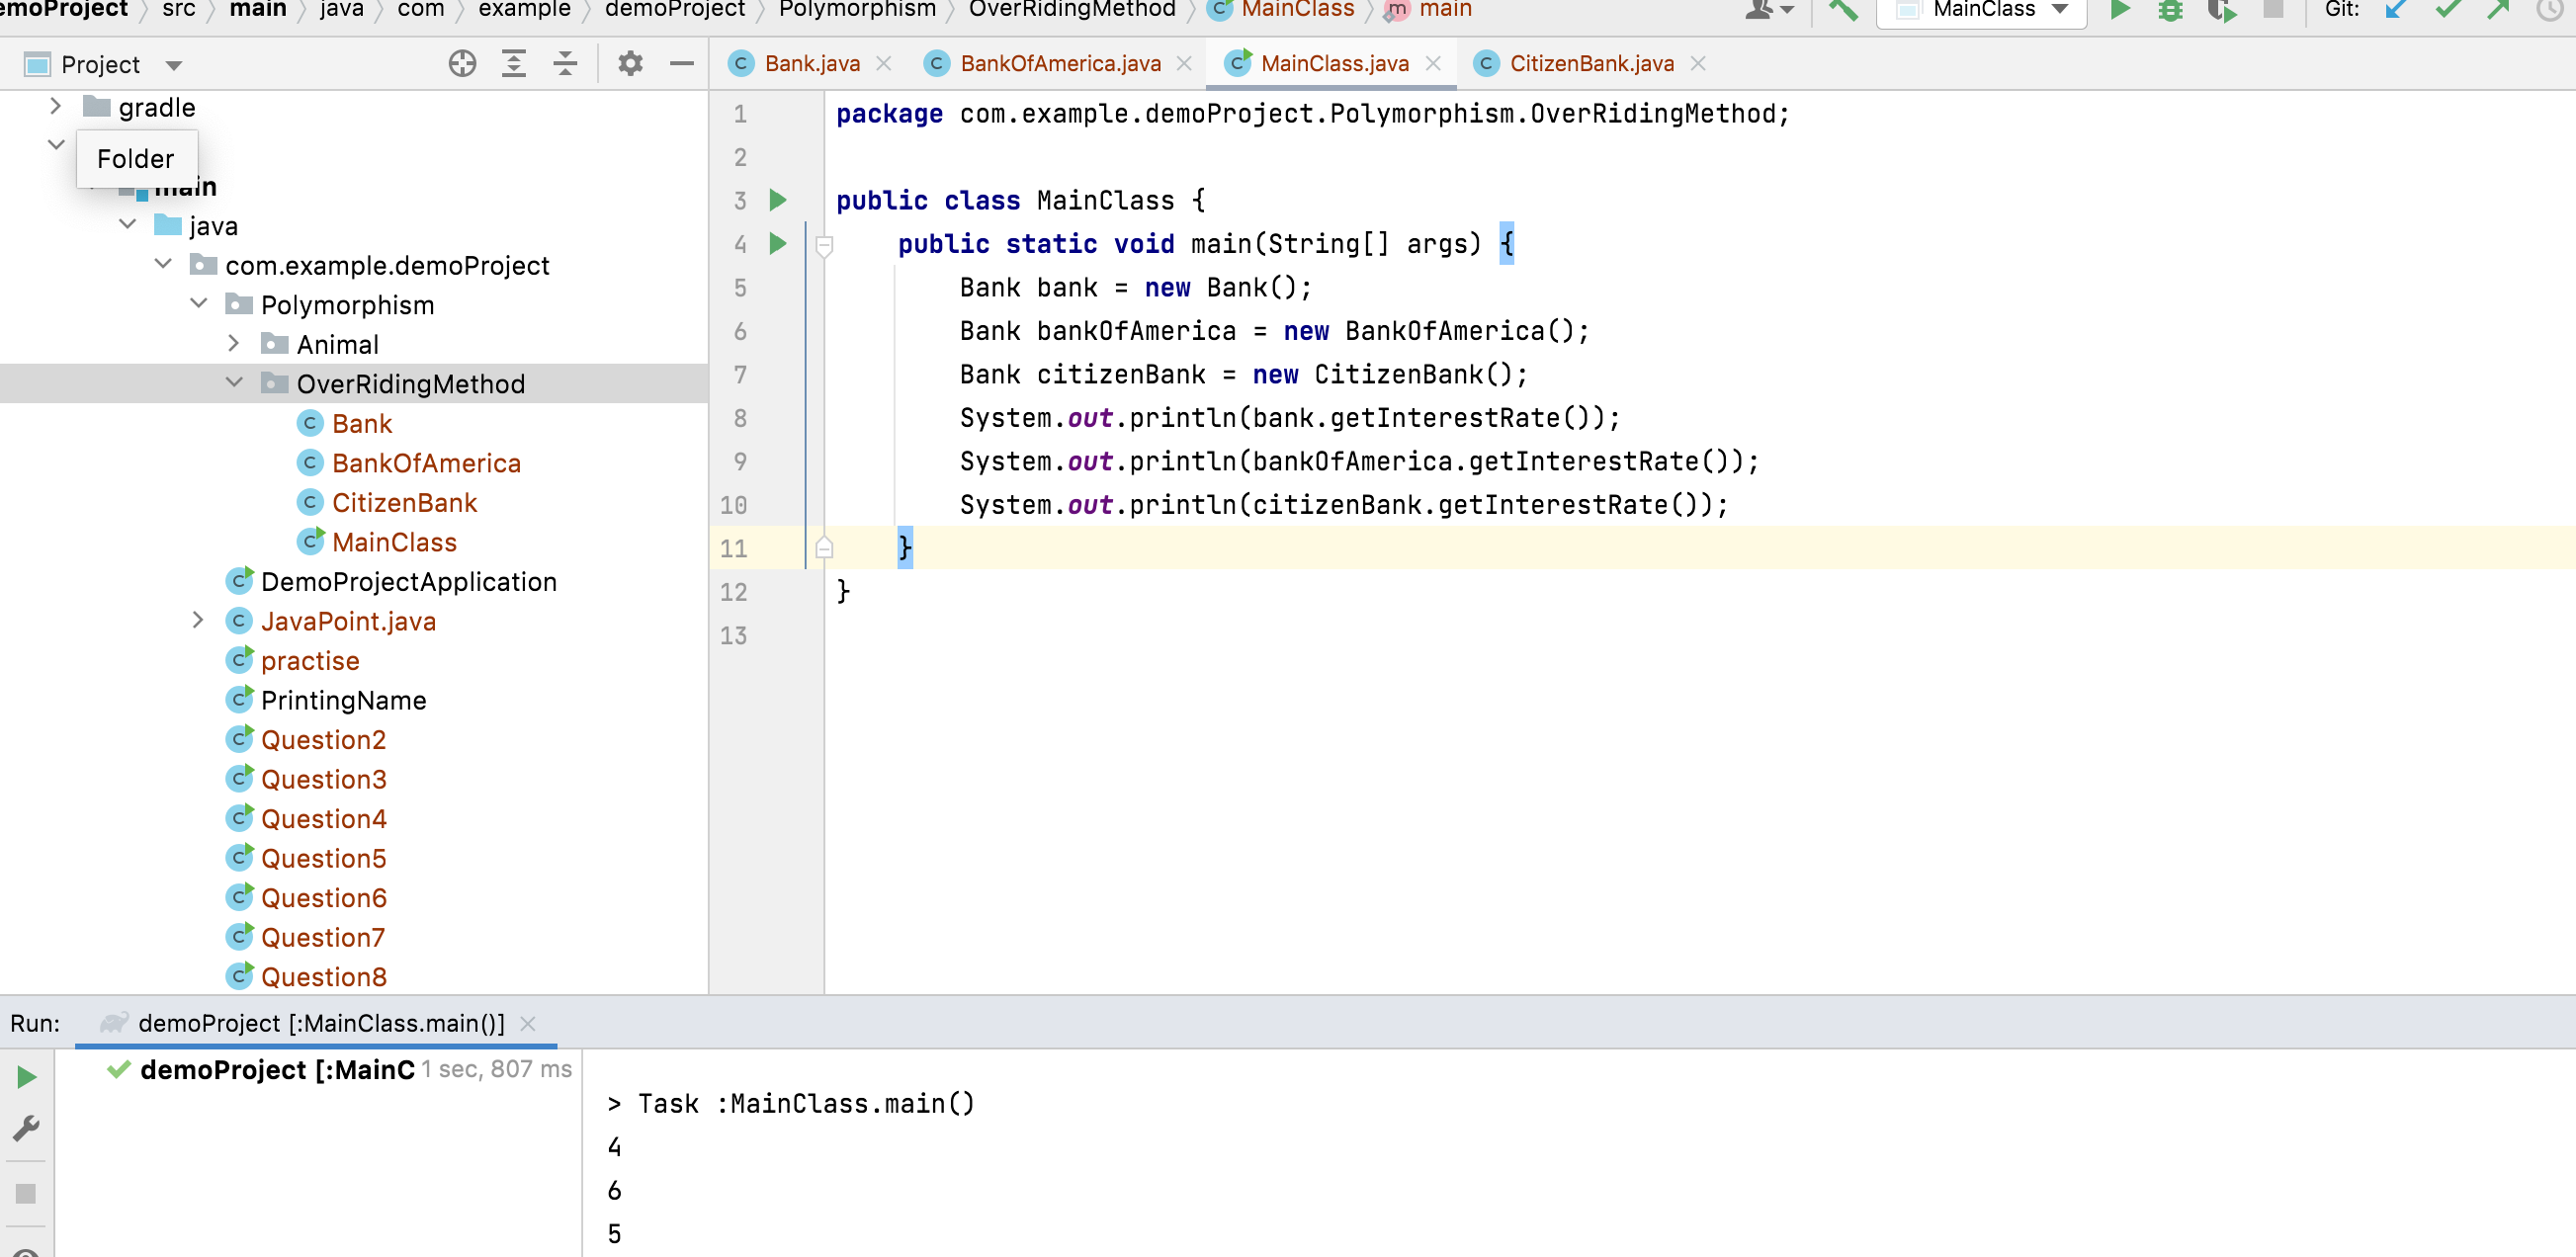 emoProject 〉 src 〉 main 〉 java 〉 com 〉 example 〉 demoProject 〉 Polymorphism 〉 OverRidingMethod 〉 MainClass 〉 main
MainClass
Git:
Project
Bank.java
BankOfAmerica.java
MainClass.java
CitizenBank.java
gradle
Folder
main
java
com.example.demoProject
Polymorphism
Animal
OverRidingMethod
Bank
BankOfAmerica
CitizenBank
MainClass
DemoProjectApplication
JavaPoint.java
practise
PrintingName
Question2
Question3
Question4
Question5
Question6
Question7
Question8
1 package com.example.demoProject.Polymorphism.OverRidingMethod;
2
3 public class MainClass {
4     public static void main(String[] args) {
5         Bank bank = new Bank();
6         Bank bankOfAmerica = new BankOfAmerica();
7         Bank citizenBank = new CitizenBank();
8         System.out.println(bank.getInterestRate());
9         System.out.println(bankOfAmerica.getInterestRate());
10         System.out.println(citizenBank.getInterestRate());
11     }
12 }
13
Run:
demoProject [:MainClass.main()]
demoProject [:MainC 1 sec, 807 ms
> Task :MainClass.main()
4
6
5